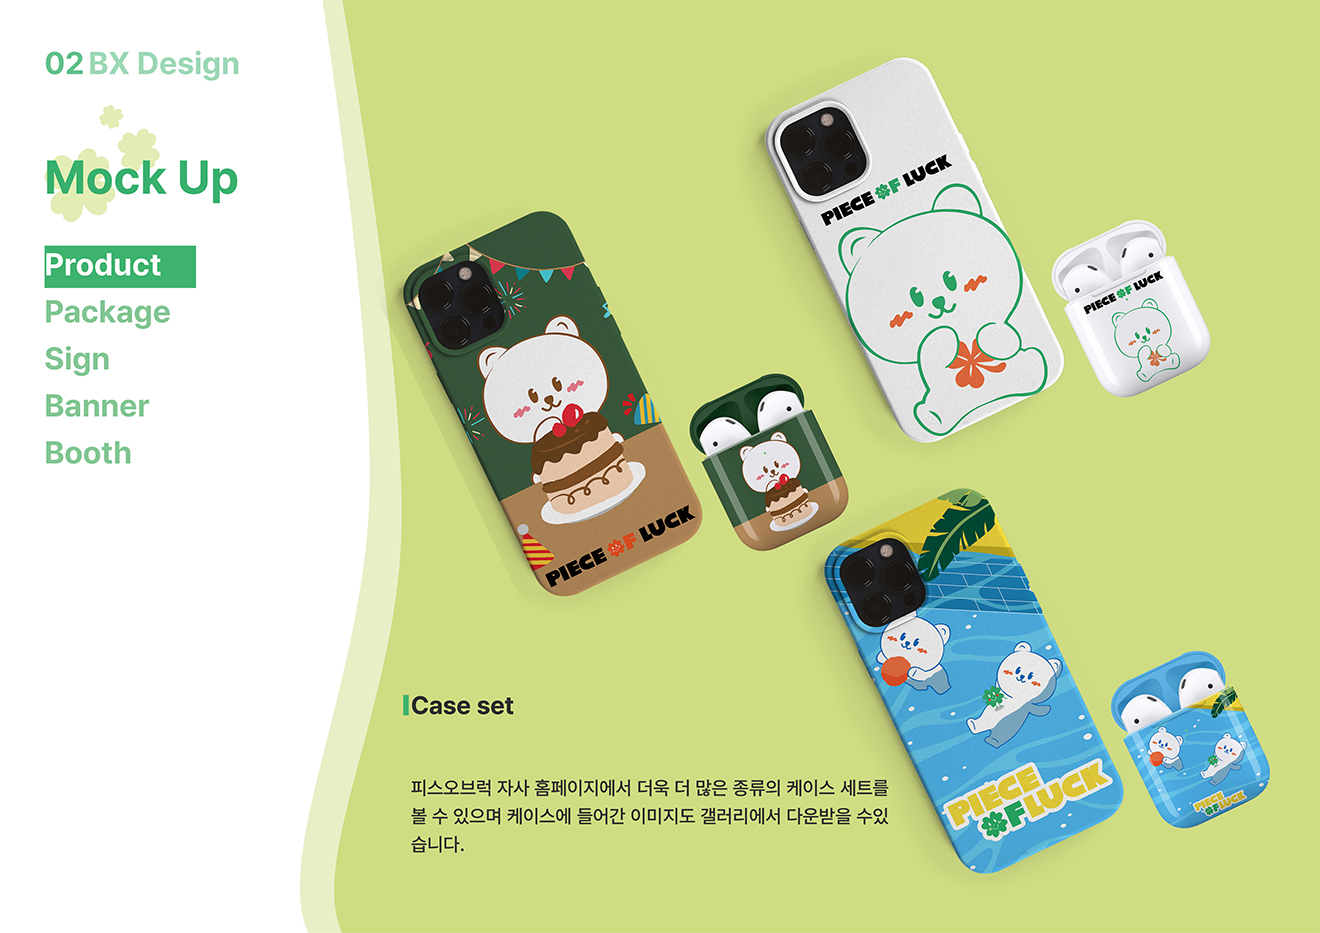 02 BX Design
Mock Up
Product
Package
Sign
Banner
Booth
PIECE OF LUCK
PIECE OF LUCK
PIECE OF LUCK
PIECE
OF LUCK
PIECE
OF LUCK
Case set
피스오브럭 자사 홈페이지에서 더욱 더 많은 종류의 케이스 세트를
볼 수 있으며 케이스에 들어간 이미지도 갤러리에서 다운받을 수있
습니다.